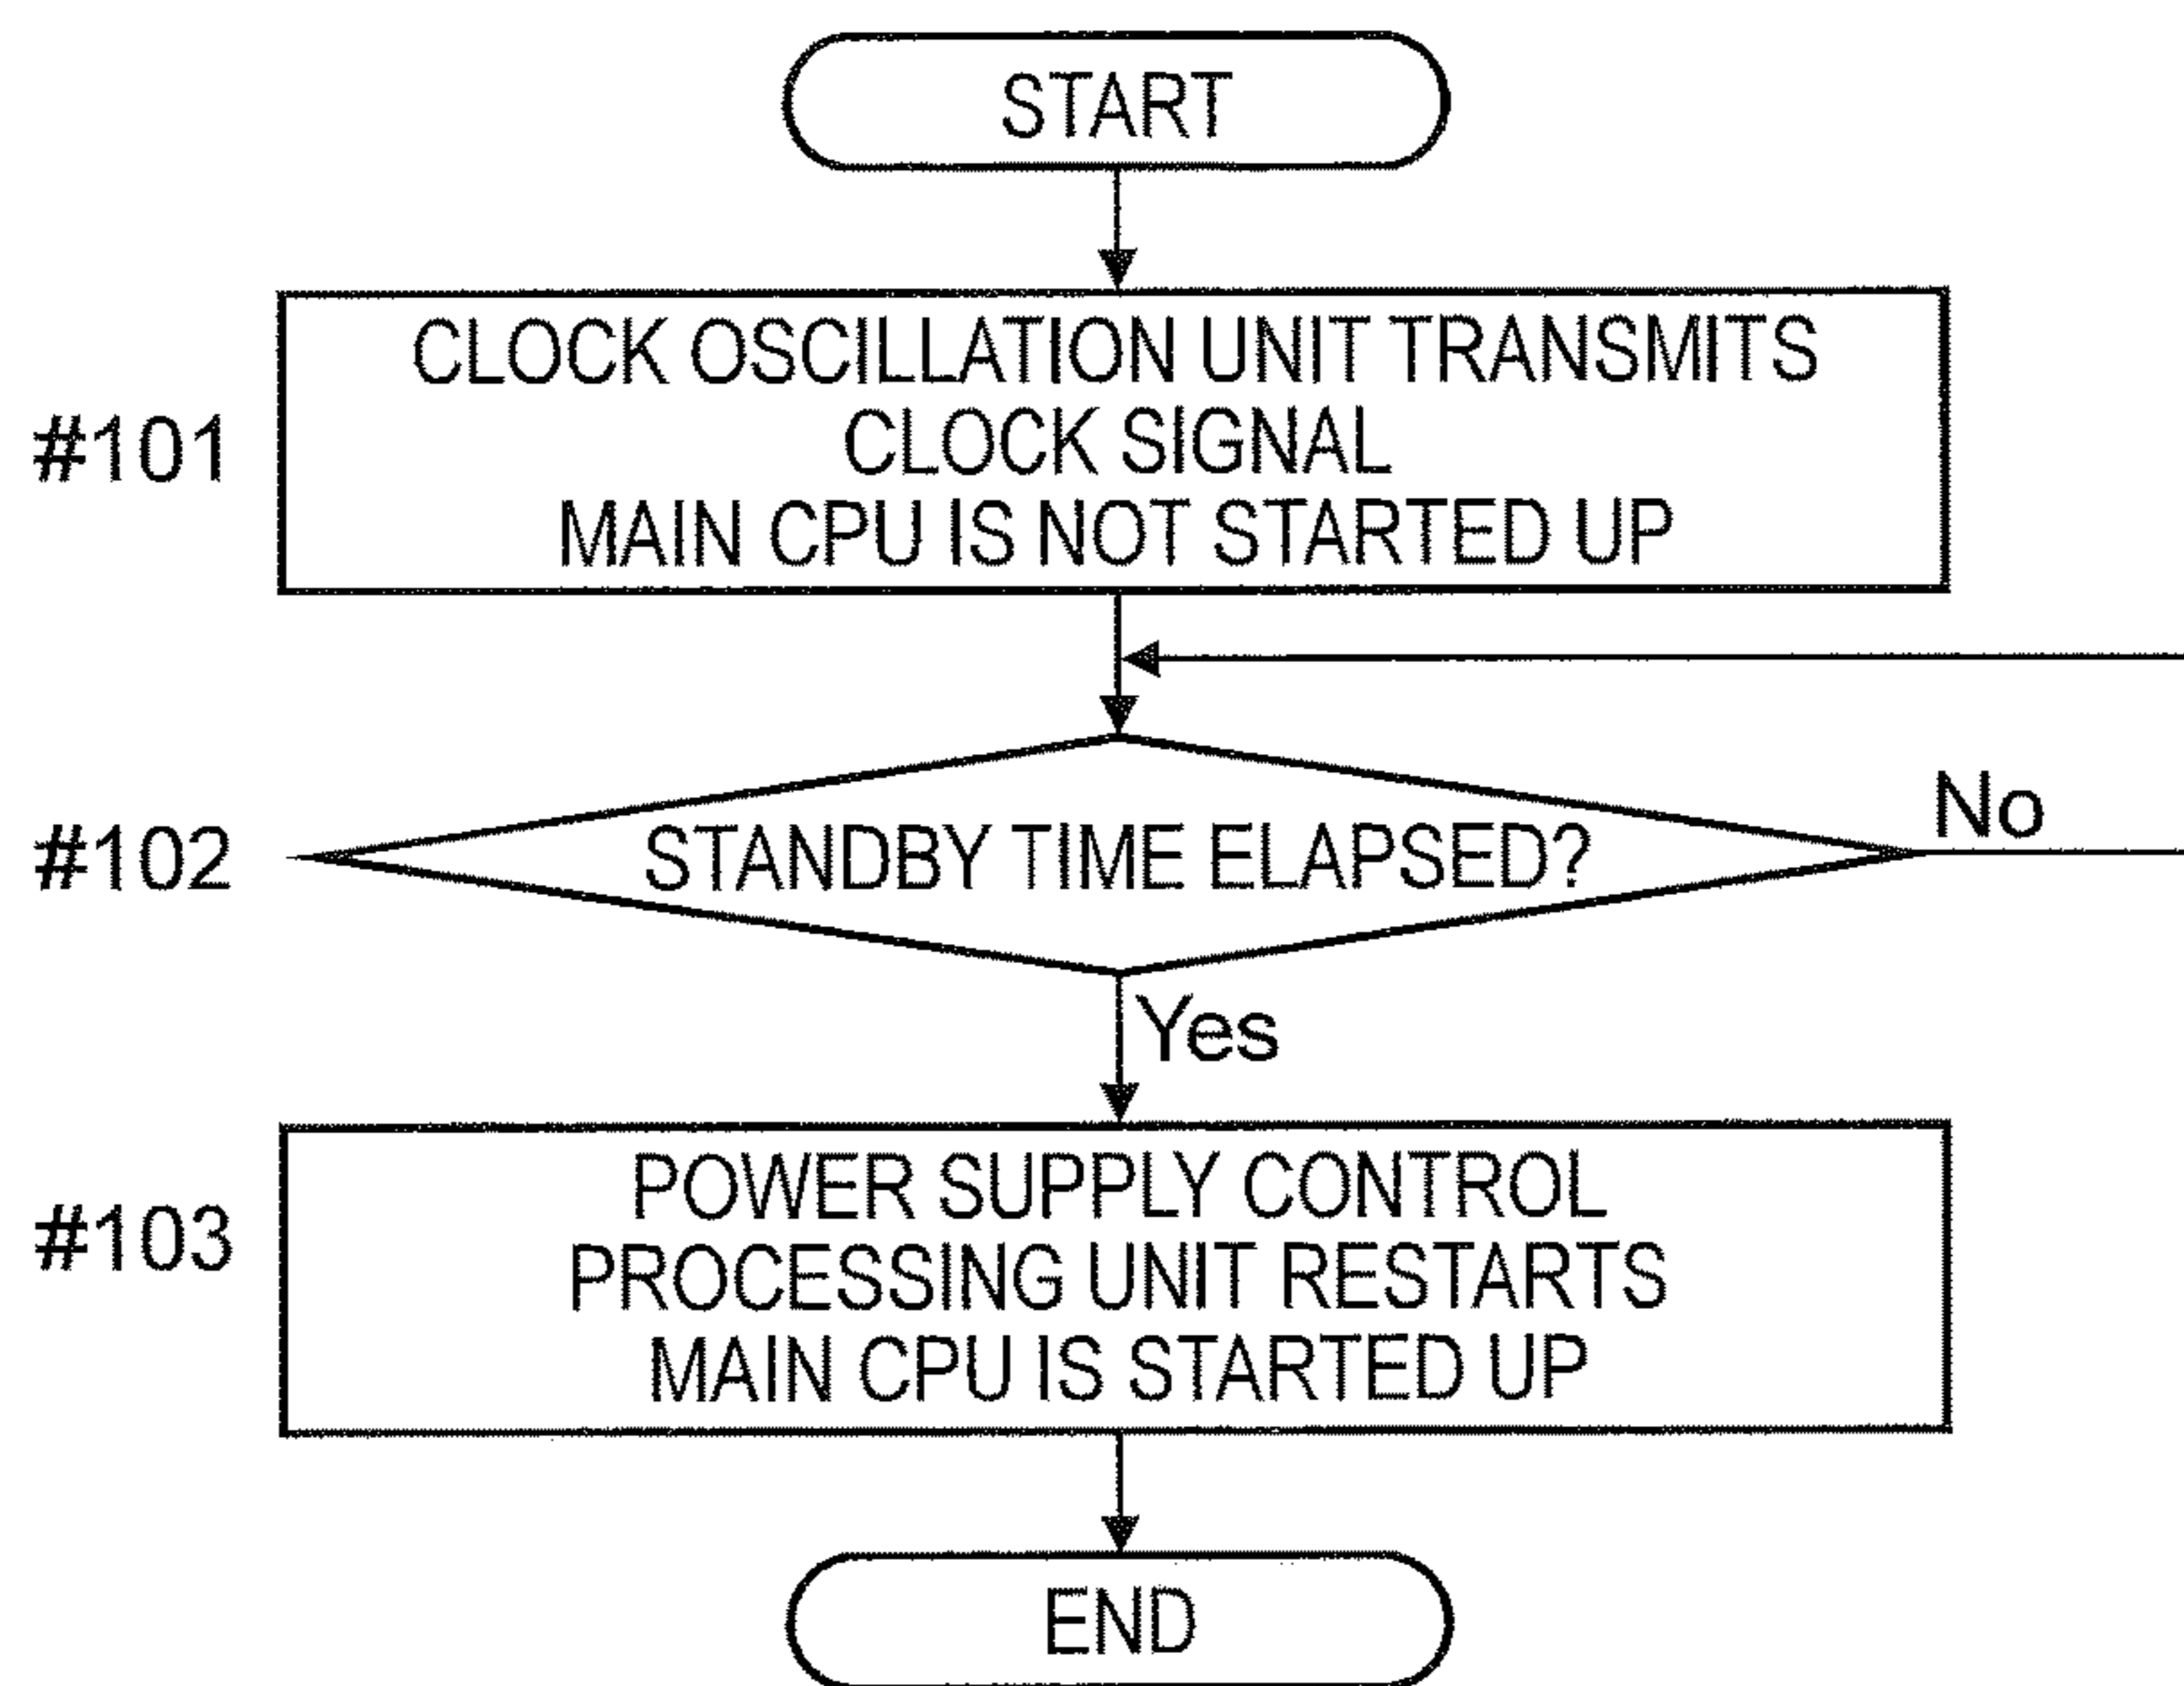 START
#101
CLOCK OSCILLATION UNIT TRANSMITS
CLOCK SIGNAL
MAIN CPU IS NOT STARTED UP
#102
STANDBY TIME ELAPSED?
No
Yes
#103
POWER SUPPLY CONTROL
PROCESSING UNIT RESTARTS
MAIN CPU IS STARTED UP
END